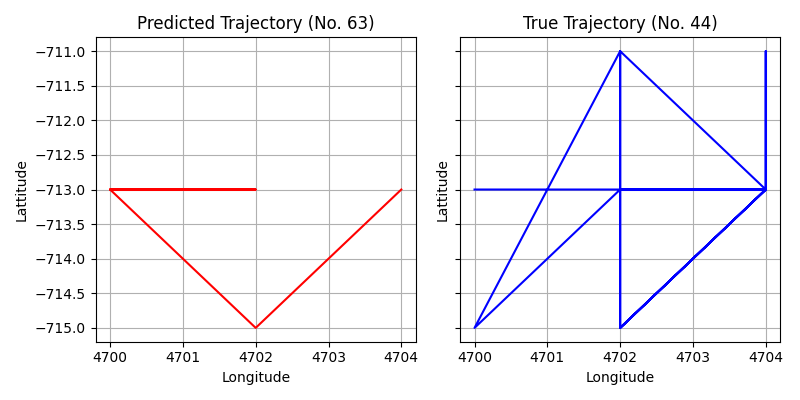 Predicted Trajectory (No. 63)
True Trajectory (No. 44)
Lattitude
−711.0
−711.5
−712.0
−712.5
−713.0
−713.5
−714.0
−714.5
−715.0
4700 4701 4702 4703 4704
Longitude
Lattitude
4700 4701 4702 4703 4704
Longitude